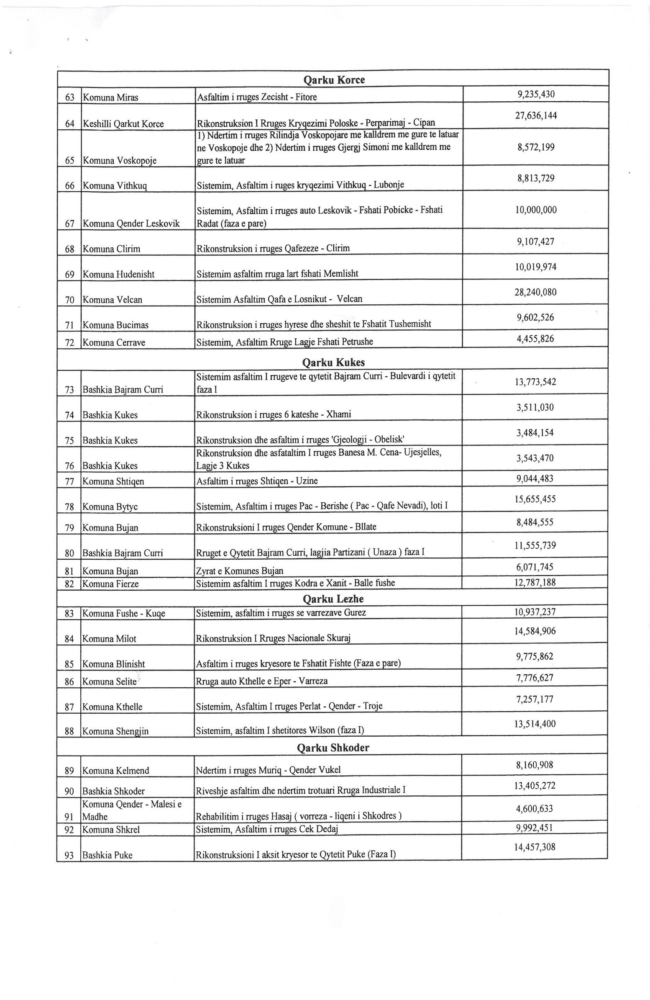 Qarku Korce
63 Komuna Miras Asfaltim i rruges Zecisht - Fitore 9,235,430
64 Keshilli Qarkut Korce Rikonstruksion I Rruges Kryqezimi Poloske - Perparimaj - Cipan 27,636,144
1) Ndertim i rruges Rilindja Voskopojare me kalldrem me gure te latuar
ne Voskopoje dhe 2) Ndertim i rruges Gjergj Simoni me kalldrem me 8,572,199
65 Komuna Voskopoje gure te latuar
66 Komuna Vithkuq Sistemim, Asfaltim i ruges kryqezimi Vithkuq - Lubonje 8,813,729
Sistemim, Asfaltim i rruges auto Leskovik - Fshati Pobicke - Fshati 10,000,000
67 Komuna Qender Leskovik Radat (faza e pare)
68 Komuna Clirim Rikonstruksion i rruges Qafezeze - Clirim 9,107,427
69 Komuna Hudenisht Sistemim asfaltim rruga lart fshati Memlisht 10,019,974
70 Komuna Velcan Sistemim Asfaltim Qafa e Losnikut - Velcan 28,240,080
71 Komuna Bucimas Rikonstruksion i rruges hyrese dhe sheshit te Fshatit Tushemisht 9,602,526
72 Komuna Cerrave Sistemim, Asfaltim Rruge Lagje Fshati Petrushe 4,455,826
Qarku Kukes
Sistemim asfaltim I rrugeve te qytetit Bajram Curri - Bulevardi i qytetit 13,773,542
73 Bashkia Bajram Curri faza I
74 Bashkia Kukes Rikonstruksion i rruges 6 kateshe - Xhami 3,511,030
75 Bashkia Kukes Rikonstruksion dhe asfaltim i rruges 'Gjeologji - Obelisk' 3,484,154
Rikonstruksion dhe asfataltim I rruges Banesa M. Cena- Ujesjelles, 3,543,470
76 Bashkia Kukes Lagje 3 Kukes
77 Komuna Shtiqen Asfaltim i rruges Shtiqen - Uzine 9,044,483
78 Komuna Bytyc Sistemim, Asfaltim i rruges Pac - Berishe ( Pac - Qafe Nevadi), loti I 15,655,455
79 Komuna Bujan Rikonstruksioni I rruges Qender Komune - Bllate 8,484,555
80 Bashkia Bajram Curri Rruget e Qytetit Bajram Curri, lagjia Partizani ( Unaza ) faza I 11,555,739
81 Komuna Bujan Zyrat e Komunes Bujan 6,071,745
82 Komuna Fierze Sistemim asfaltim I rruges Kodra e Xanit - Balle fushe 12,787,188
Qarku Lezhe
83 Komuna Fushe - Kuqe Sistemim, asfaltim i rruges se varrezave Gurez 10,937,237
84 Komuna Milot Rikonstruksion I Rruges Nacionale Skuraj 14,584,906
85 Komuna Blinisht Asfaltim i rruges kryesore te Fshatit Fishte (Faza e pare) 9,775,862
86 Komuna Selite Rruga auto Kthelle e Eper - Varreza 7,776,627
87 Komuna Kthelle Sistemim, Asfaltim I rruges Perlat - Qender - Troje 7,257,177
88 Komuna Shengjin Sistemim, asfaltim I shetitores Wilson (faza I) 13,514,400
Qarku Shkoder
89 Komuna Kelmend Ndertim i rruges Muriq - Qender Vukel 8,160,908
90 Bashkia Shkoder Riveshje asfaltim dhe ndertim trotuari Rruga Industriale I 13,405,272
Komuna Qender - Malesi e 4,600,633
91 Madhe Rehabilitim i rruges Hasaj ( vorreza - liqeni i Shkodres )
92 Komuna Shkrel Sistemim, Asfaltim i rruges Cek Dedaj 9,992,451
93 Bashkia Puke Rikonstruksioni I aksit kryesor te Qytetit Puke (Faza I) 14,457,308